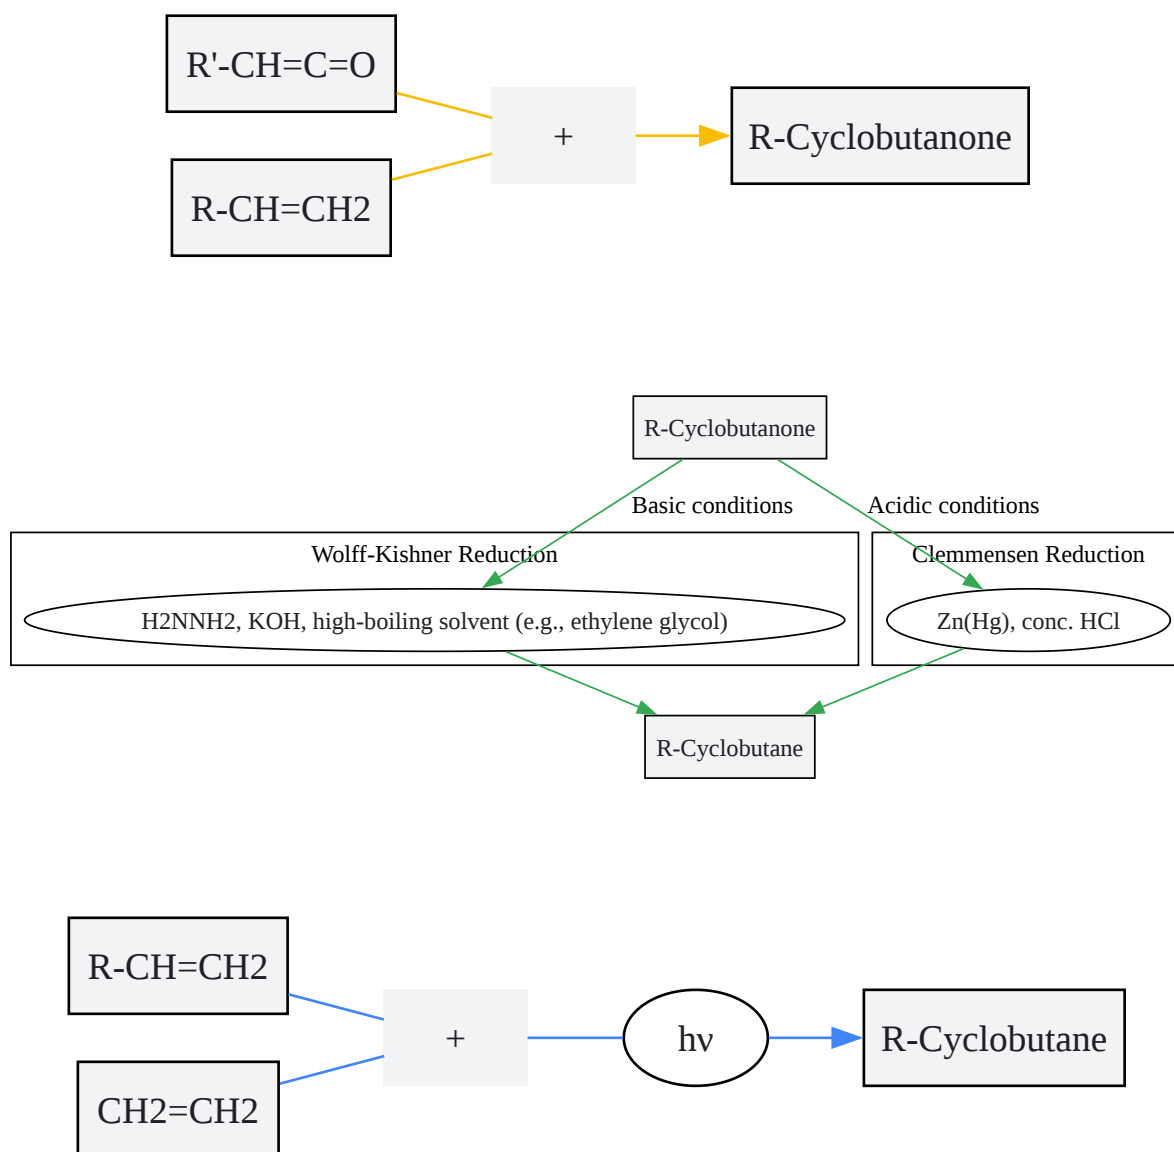 R'-CH=C=O
+
R-Cyclobutanone
R-CH=CH2
R-Cyclobutanone
Basic conditions
Acidic conditions
Wolff-Kishner Reduction
Clemmensen Reduction
H2NNH2, KOH, high-boiling solvent (e.g., ethylene glycol)
Zn(Hg), conc. HCl
R-Cyclobutane
R-CH=CH2
+
hν
R-Cyclobutane
CH2=CH2